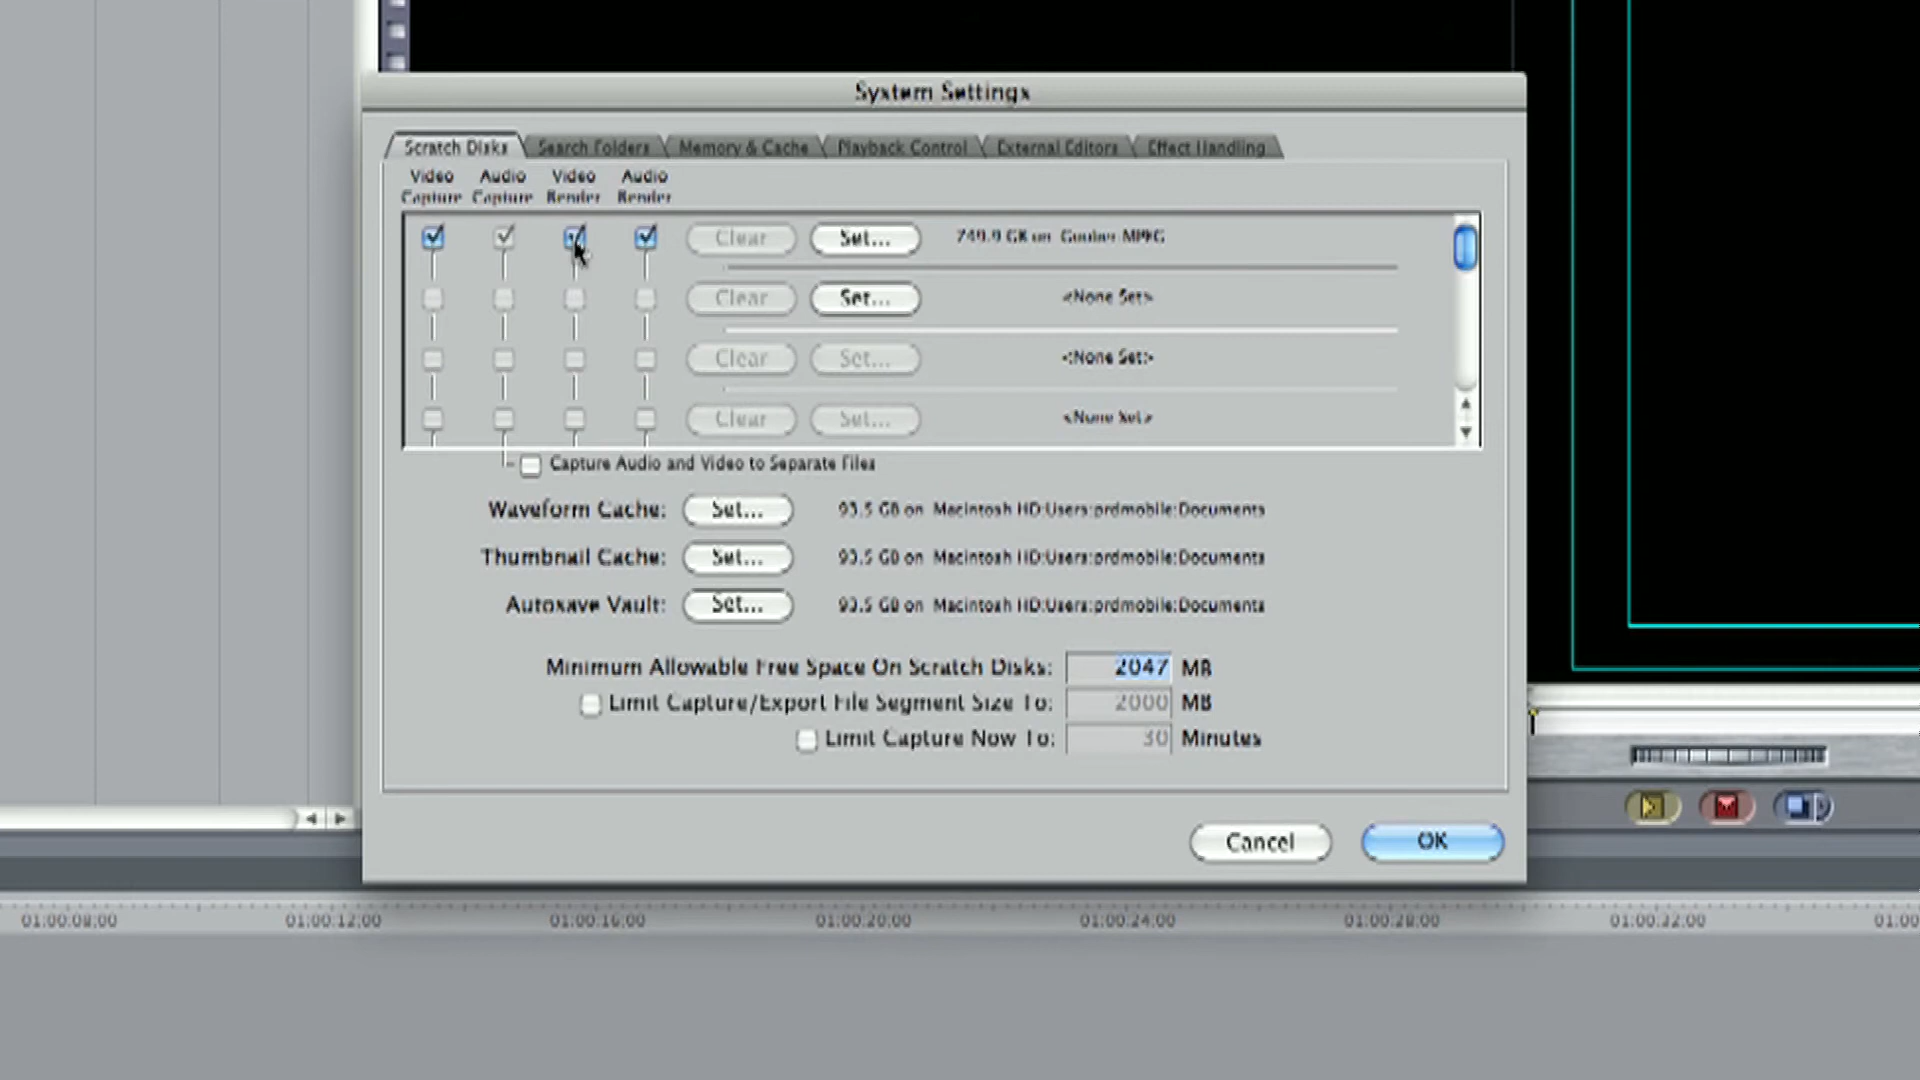 System Settings
Scratch Disks Search Folders Memory & Cache Playback Control External Editors Effect Handling
Video Audio Video Audio
Capture Capture Render Render
Clear Set... GB on MPEG
Clear Set... <None Set>
Clear Set... <None Set>
Clear Set... <None Set>
Capture Audio and Video to Separate Files
Waveform Cache: Set... 93.5 GB on Macintosh HD:Users:prdmobile:Documents
Thumbnail Cache: Set... 93.5 GB on Macintosh HD:Users:prdmobile:Documents
Autosave Vault: Set... 93.5 GB on Macintosh HD:Users:prdmobile:Documents
Minimum Allowable Free Space On Scratch Disks: 2047 MB
Limit Capture/Export File Segment Size To: 2000 MB
Limit Capture Now To: 30 Minutes
Cancel OK
01:00:08;00 01:00:12;00 01:00:16;00 01:00:20;00 01:00:24;00 01:00:28;00